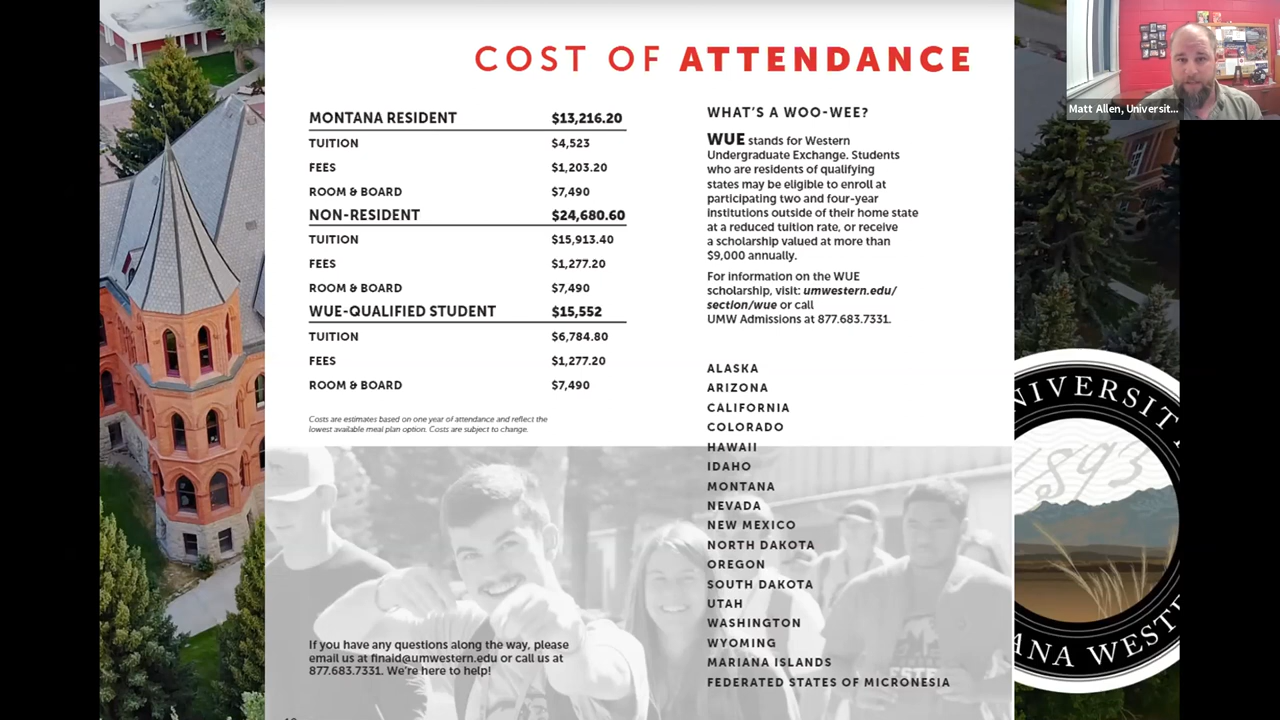 COST OF ATTENDANCE
MONTANA RESIDENT $13,216.20
TUITION $4,523
FEES $1,203.20
ROOM & BOARD $7,490
NON-RESIDENT $24,680.60
TUITION $15,913.40
FEES $1,277.20
ROOM & BOARD $7,490
WUE-QUALIFIED STUDENT $15,552
TUITION $6,784.80
FEES $1,277.20
ROOM & BOARD $7,490
Costs are estimates based on one year of attendance and reflect the
lowest available meal plan option. Costs are subject to change.
If you have any questions along the way, please
email us at finaid@umwestern.edu or call us at
877.683.7331. We're here to help!
WHAT'S A WOO-WEE?
WUE stands for Western
Undergraduate Exchange. Students
who are residents of qualifying
states may be eligible to enroll at
participating two and four-year
institutions outside of their home state
at a reduced tuition rate, or receive
a scholarship valued at more than
$9,000 annually.
For information on the WUE
scholarship, visit: umwestern.edu/
section/wue or call
UMW Admissions at 877.683.7331.
ALASKA
ARIZONA
CALIFORNIA
COLORADO
HAWAII
IDAHO
MONTANA
NEVADA
NEW MEXICO
NORTH DAKOTA
OREGON
SOUTH DAKOTA
UTAH
WASHINGTON
WYOMING
MARIANA ISLANDS
FEDERATED STATES OF MICRONESIA
Matt Allen, Universit...
NIVERSIT
1893
ANA WEST